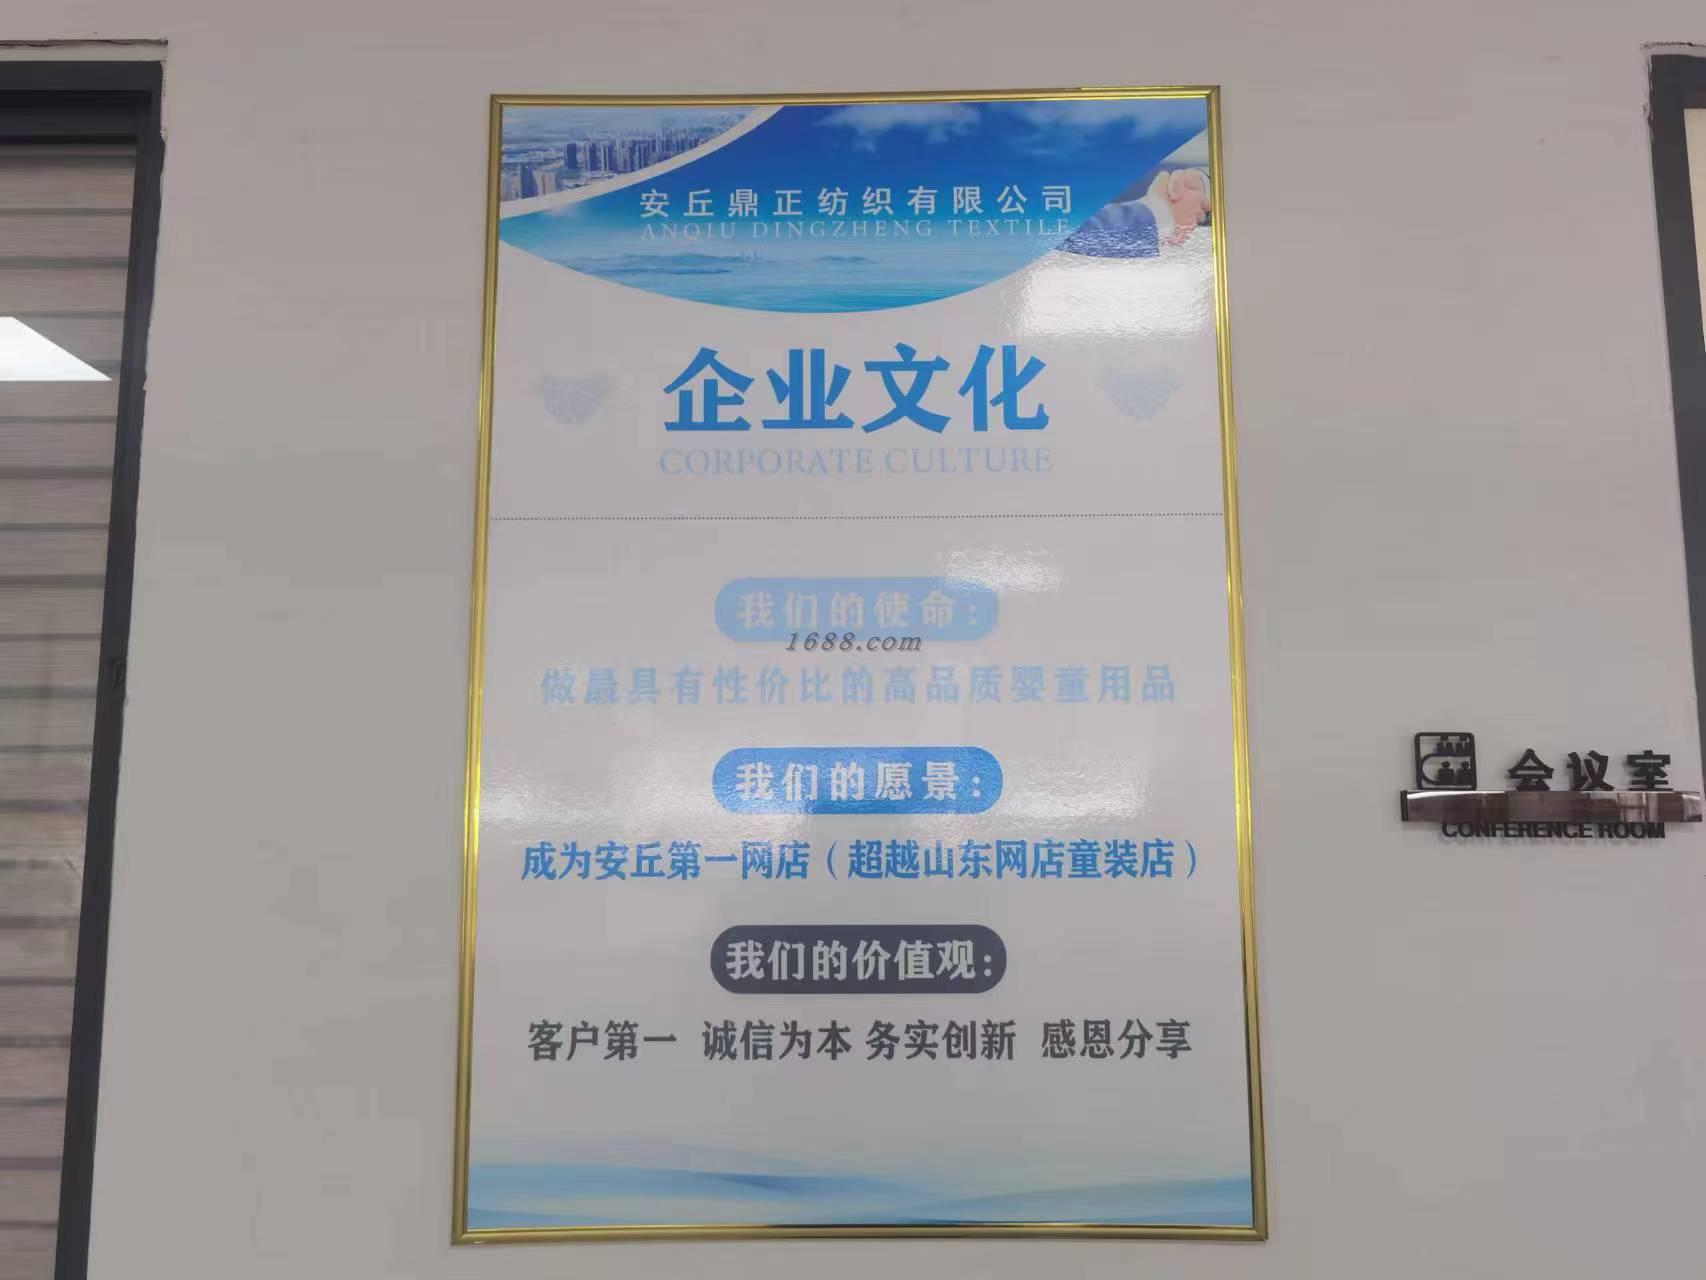 安丘鼎正纺织有限公司
ANQIU DINGZHENG TEXTILE
企业文化
CORPORATE CULTURE
我们的使命：
1688.com
做最具有性价比的高品质婴童用品
我们的愿景：
成为安丘第一网店（超越山东网店童装店）
我们的价值观：
客户第一 诚信为本 务实创新 感恩分享
会议室
CONFERENCE ROOM